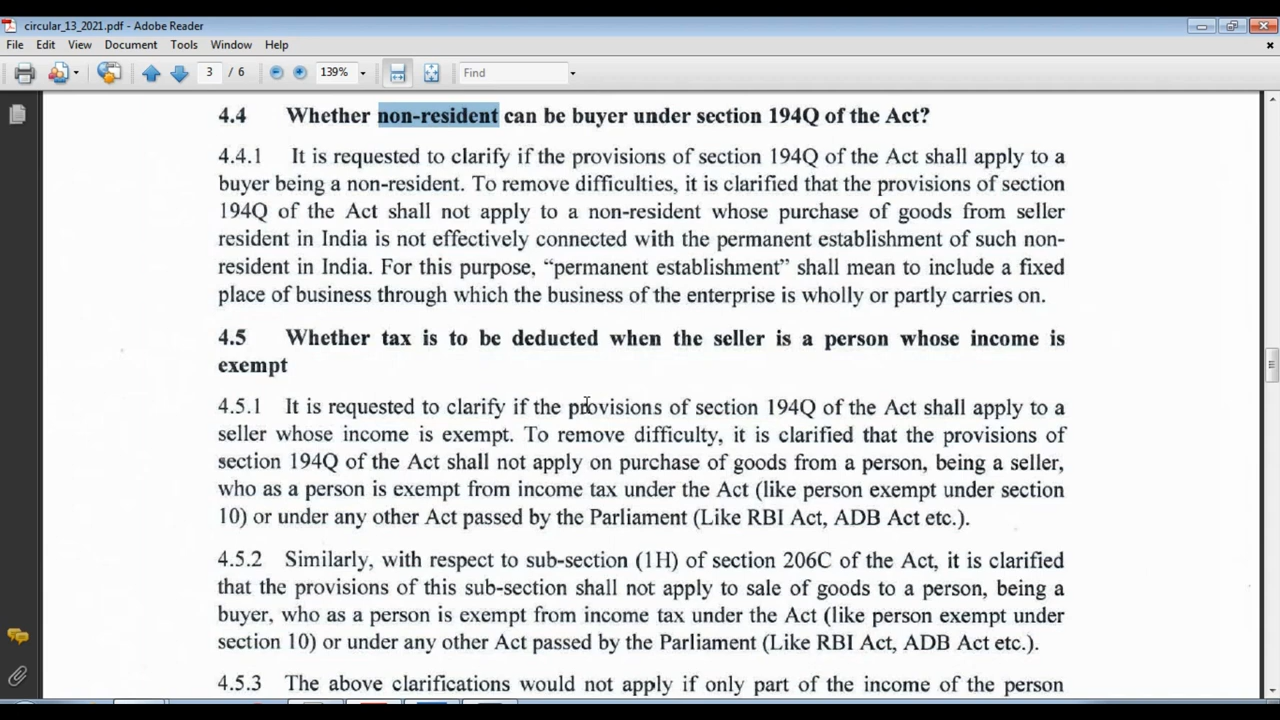 circular_13_2021.pdf - Adobe Reader
File Edit View Document Tools Window Help
3 / 6 139% Find
4.4 Whether non-resident can be buyer under section 194Q of the Act?
4.4.1 It is requested to clarify if the provisions of section 194Q of the Act shall apply to a
buyer being a non-resident. To remove difficulties, it is clarified that the provisions of section
194Q of the Act shall not apply to a non-resident whose purchase of goods from seller
resident in India is not effectively connected with the permanent establishment of such non-
resident in India. For this purpose, “permanent establishment” shall mean to include a fixed
place of business through which the business of the enterprise is wholly or partly carries on.
4.5 Whether tax is to be deducted when the seller is a person whose income is
exempt
4.5.1 It is requested to clarify if the provisions of section 194Q of the Act shall apply to a
seller whose income is exempt. To remove difficulty, it is clarified that the provisions of
section 194Q of the Act shall not apply on purchase of goods from a person, being a seller,
who as a person is exempt from income tax under the Act (like person exempt under section
10) or under any other Act passed by the Parliament (Like RBI Act, ADB Act etc.).
4.5.2 Similarly, with respect to sub-section (1H) of section 206C of the Act, it is clarified
that the provisions of this sub-section shall not apply to sale of goods to a person, being a
buyer, who as a person is exempt from income tax under the Act (like person exempt under
section 10) or under any other Act passed by the Parliament (Like RBI Act, ADB Act etc.).
4.5.3 The above clarifications would not apply if only part of the income of the person